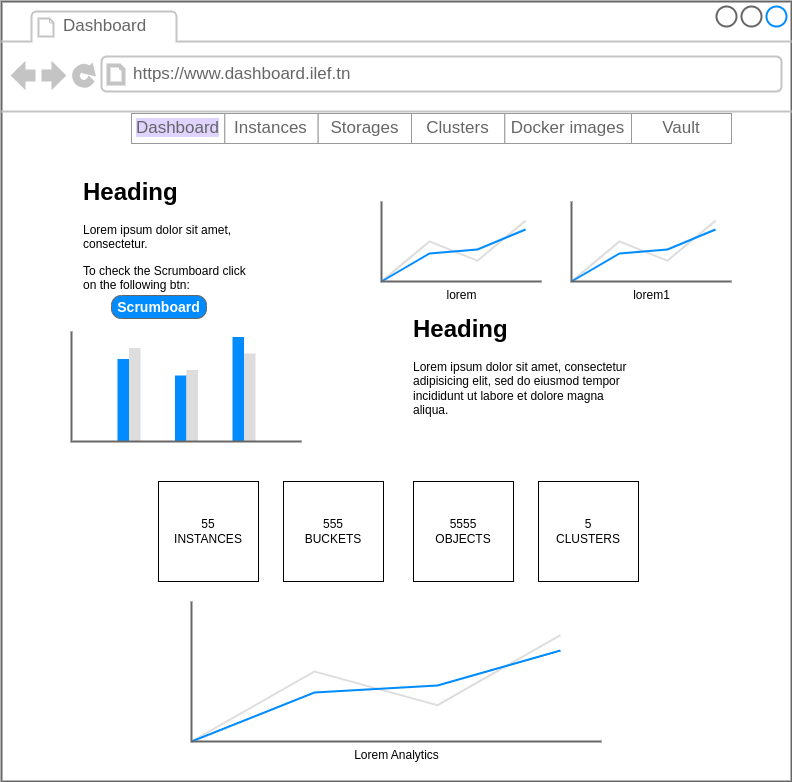 Dashboard
https://www.dashboard.ilef.tn
Dashboard Instances Storages Clusters Docker images Vault
Heading
Lorem ipsum dolor sit amet,
consectetur.
To check the Scrumboard click
on the following btn:
Scrumboard
lorem
lorem1
Heading
Lorem ipsum dolor sit amet, consectetur
adipisicing elit, sed do eiusmod tempor
incididunt ut labore et dolore magna
aliqua.
55
INSTANCES
555
BUCKETS
5555
OBJECTS
5
CLUSTERS
Lorem Analytics